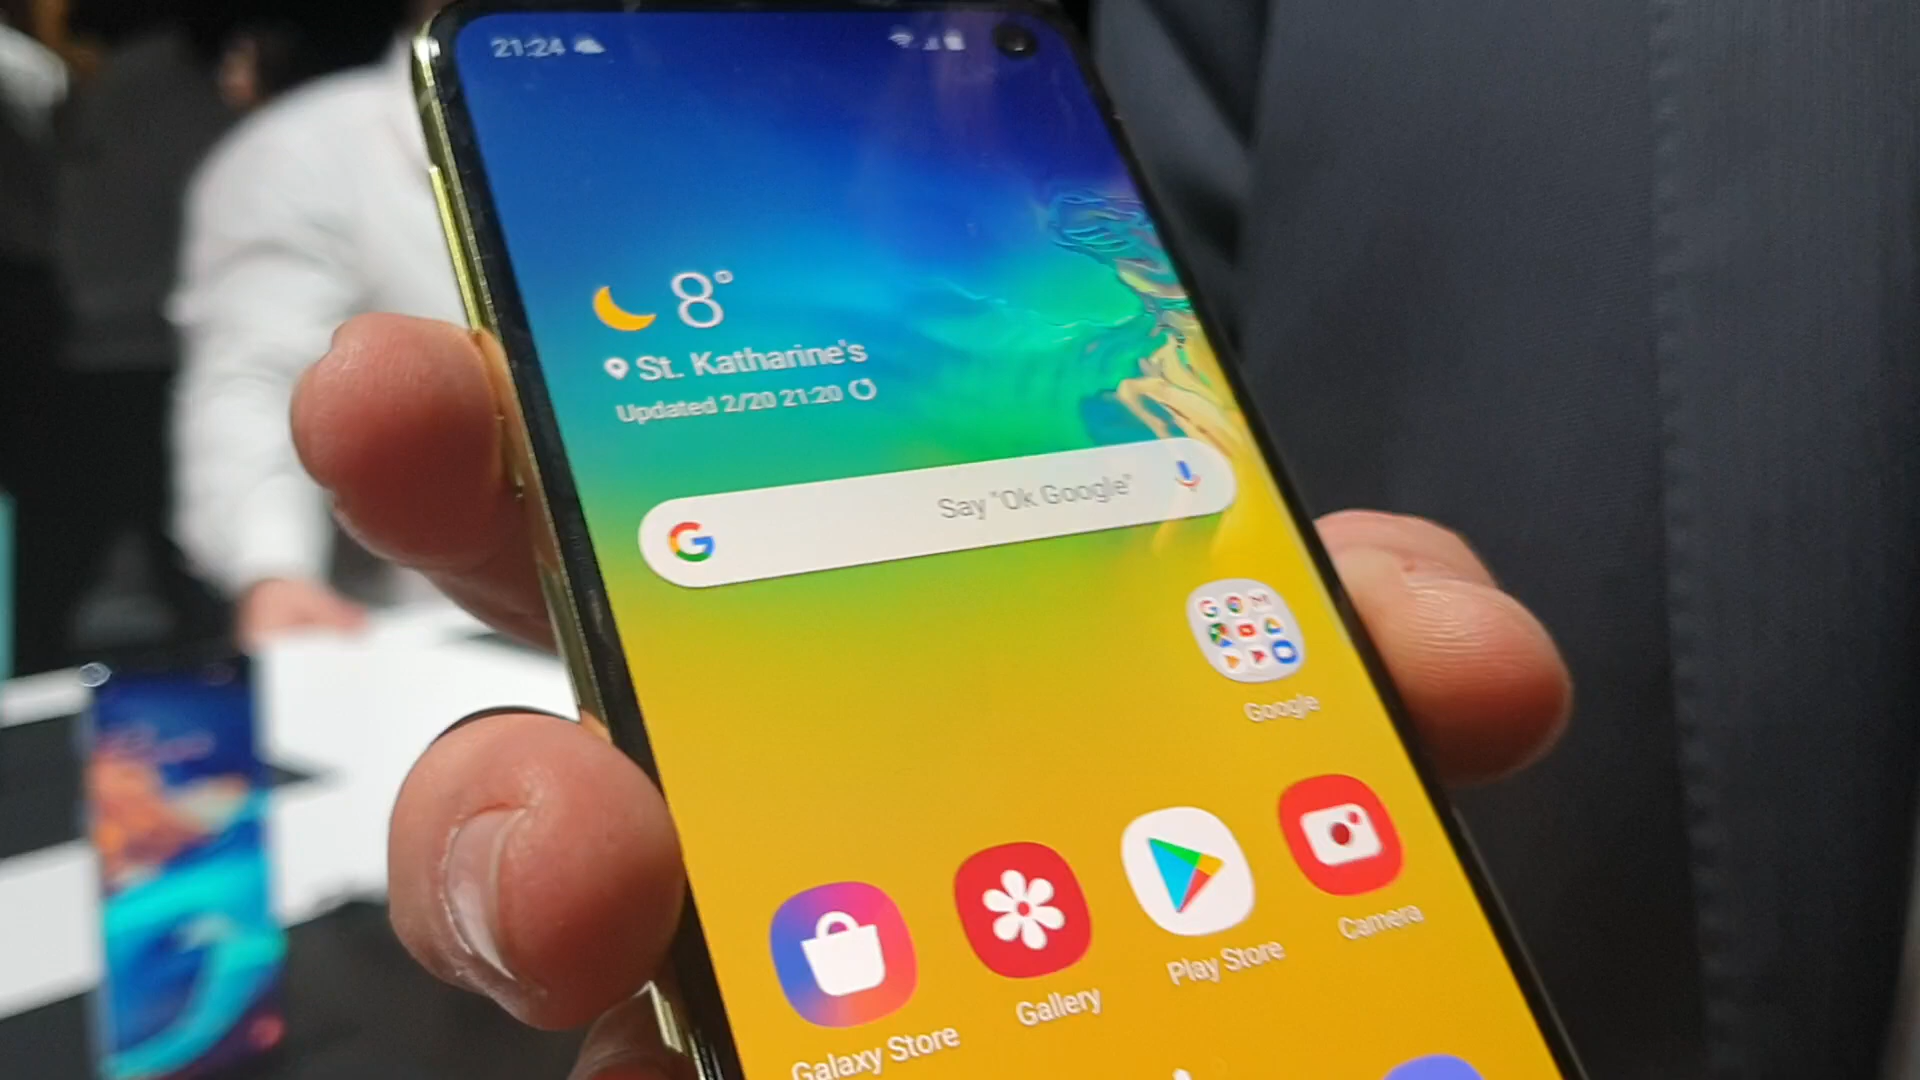 21:24
8°
St. Katharine's
Updated 2/20 21:20
G Say "Ok Google"
Google
Galaxy Store
Gallery
Play Store
Camera